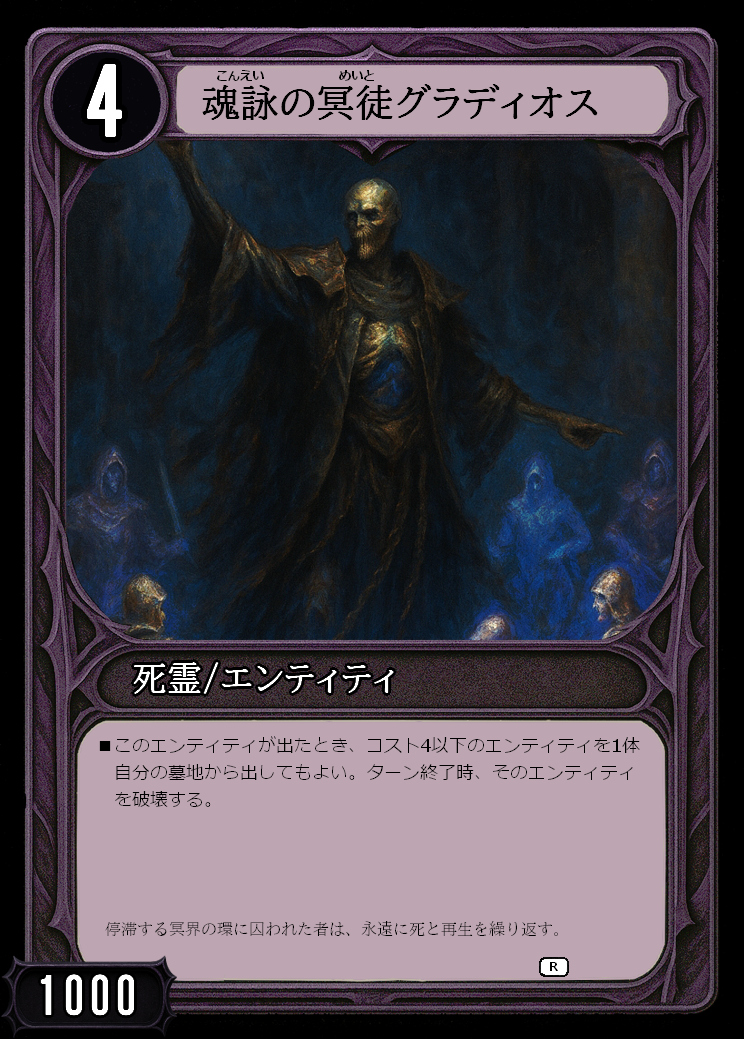 4
こんえい めいと
魂詠の冥徒グラディオス
死霊/エンティティ
■このエンティティが出たとき、コスト4以下のエンティティを1体
自分の墓地から出してもよい。ターン終了時、そのエンティティ
を破壊する。
停滞する冥界の環に囚われた者は、永遠に死と再生を繰り返す。
R
1000